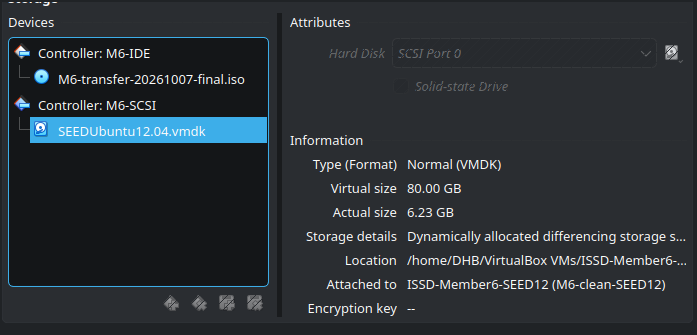 Storage
Devices
Controller: M6-IDE
M6-transfer-20261007-final.iso
Controller: M6-SCSI
SEEDUbuntu12.04.vmdk
Attributes
Hard Disk SCSI Port 0
Solid-state Drive
Information
Type (Format) Normal (VMDK)
Virtual size 80.00 GB
Actual size 6.23 GB
Storage details Dynamically allocated differencing storage s...
Location /home/DHB/VirtualBox VMs/ISSD-Member6-...
Attached to ISSD-Member6-SEED12 (M6-clean-SEED12)
Encryption key --